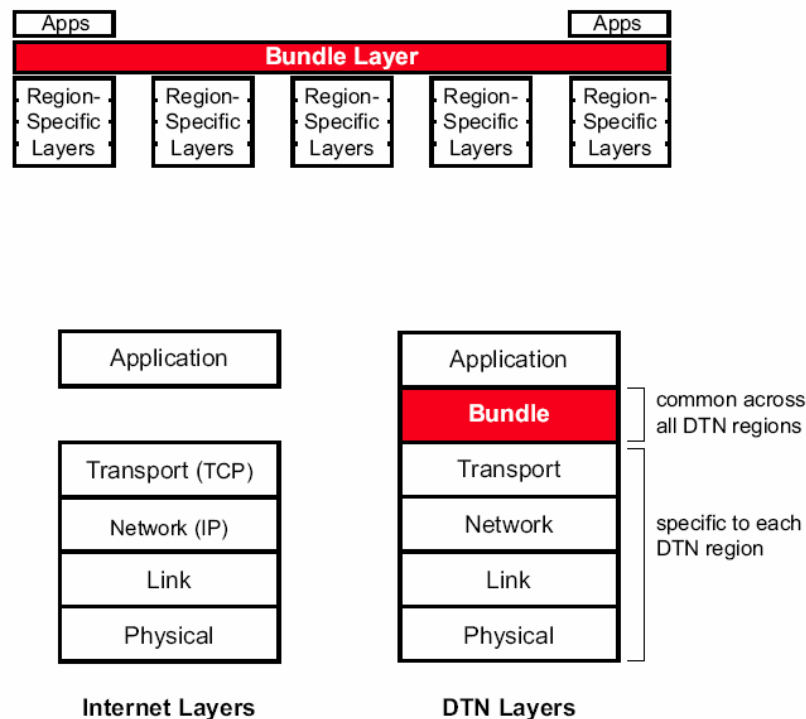 Apps
Apps
Bundle Layer
Region-
Specific
Layers
Region-
Specific
Layers
Region-
Specific
Layers
Region-
Specific
Layers
Region-
Specific
Layers
Application
Transport (TCP)
Network (IP)
Link
Physical
Internet Layers
Application
Bundle
Transport
Network
Link
Physical
DTN Layers
common across
all DTN regions
specific to each
DTN region